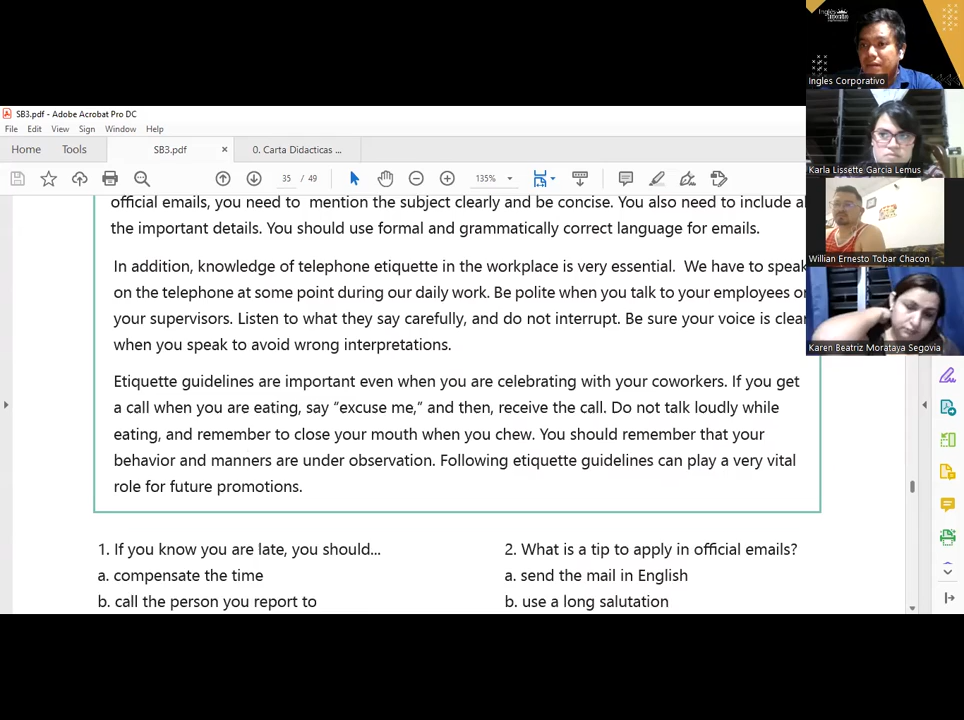 SB3.pdf - Adobe Acrobat Pro DC
File Edit View Sign Window Help
Home Tools SB3.pdf × 0. Carta Didacticas ...
35 / 49 135%
official emails, you need to mention the subject clearly and be concise. You also need to include al
the important details. You should use formal and grammatically correct language for emails.
In addition, knowledge of telephone etiquette in the workplace is very essential. We have to speak
on the telephone at some point during our daily work. Be polite when you talk to your employees or
your supervisors. Listen to what they say carefully, and do not interrupt. Be sure your voice is clear
when you speak to avoid wrong interpretations.
Etiquette guidelines are important even when you are celebrating with your coworkers. If you get
a call when you are eating, say “excuse me,” and then, receive the call. Do not talk loudly while
eating, and remember to close your mouth when you chew. You should remember that your
behavior and manners are under observation. Following etiquette guidelines can play a very vital
role for future promotions.
1. If you know you are late, you should...
a. compensate the time
b. call the person you report to
2. What is a tip to apply in official emails?
a. send the mail in English
b. use a long salutation
Inglés
Ingles Corporativo
Karla Lissette Garcia Lemus
Willian Ernesto Tobar Chacon
Karen Beatriz Morataya Segovia